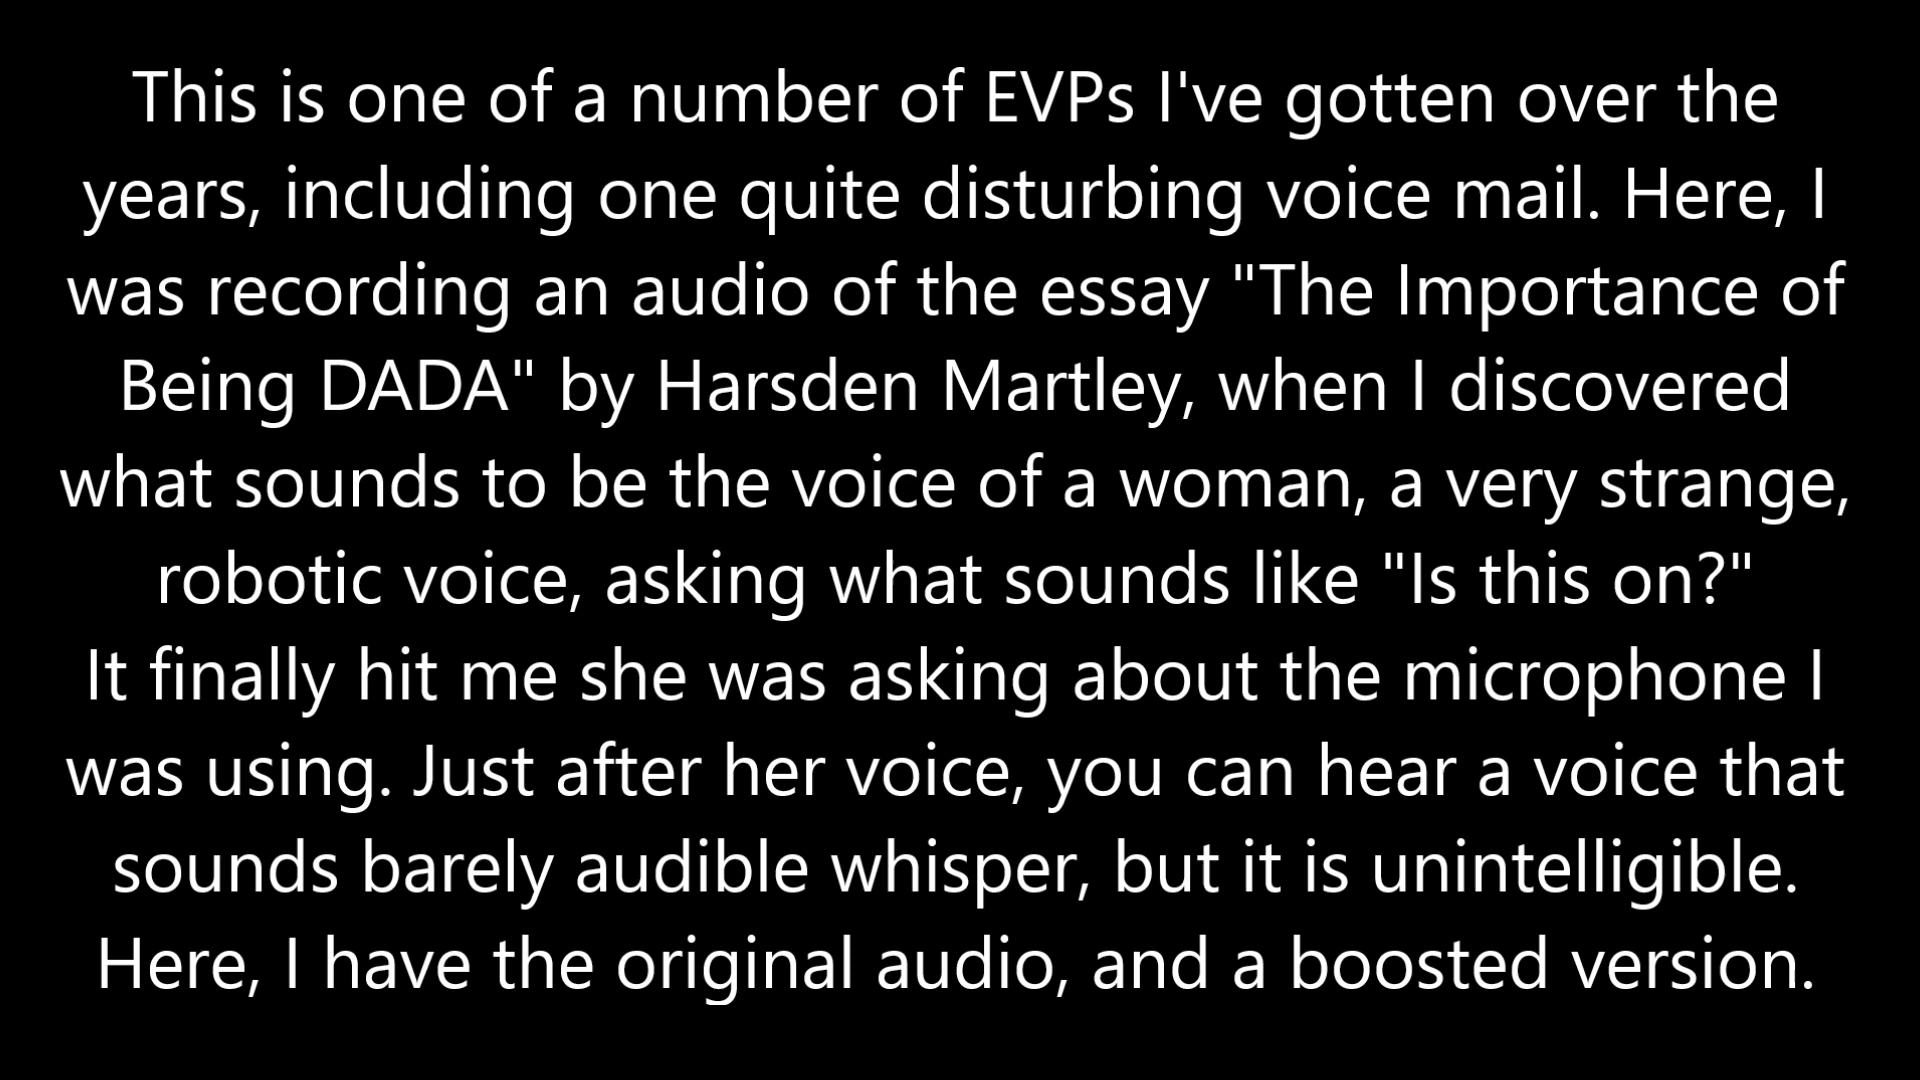 This is one of a number of EVPs I've gotten over the
years, including one quite disturbing voice mail. Here, I
was recording an audio of the essay "The Importance of
Being DADA" by Harsden Martley, when I discovered
what sounds to be the voice of a woman, a very strange,
robotic voice, asking what sounds like "Is this on?"
It finally hit me she was asking about the microphone I
was using. Just after her voice, you can hear a voice that
sounds barely audible whisper, but it is unintelligible.
Here, I have the original audio, and a boosted version.